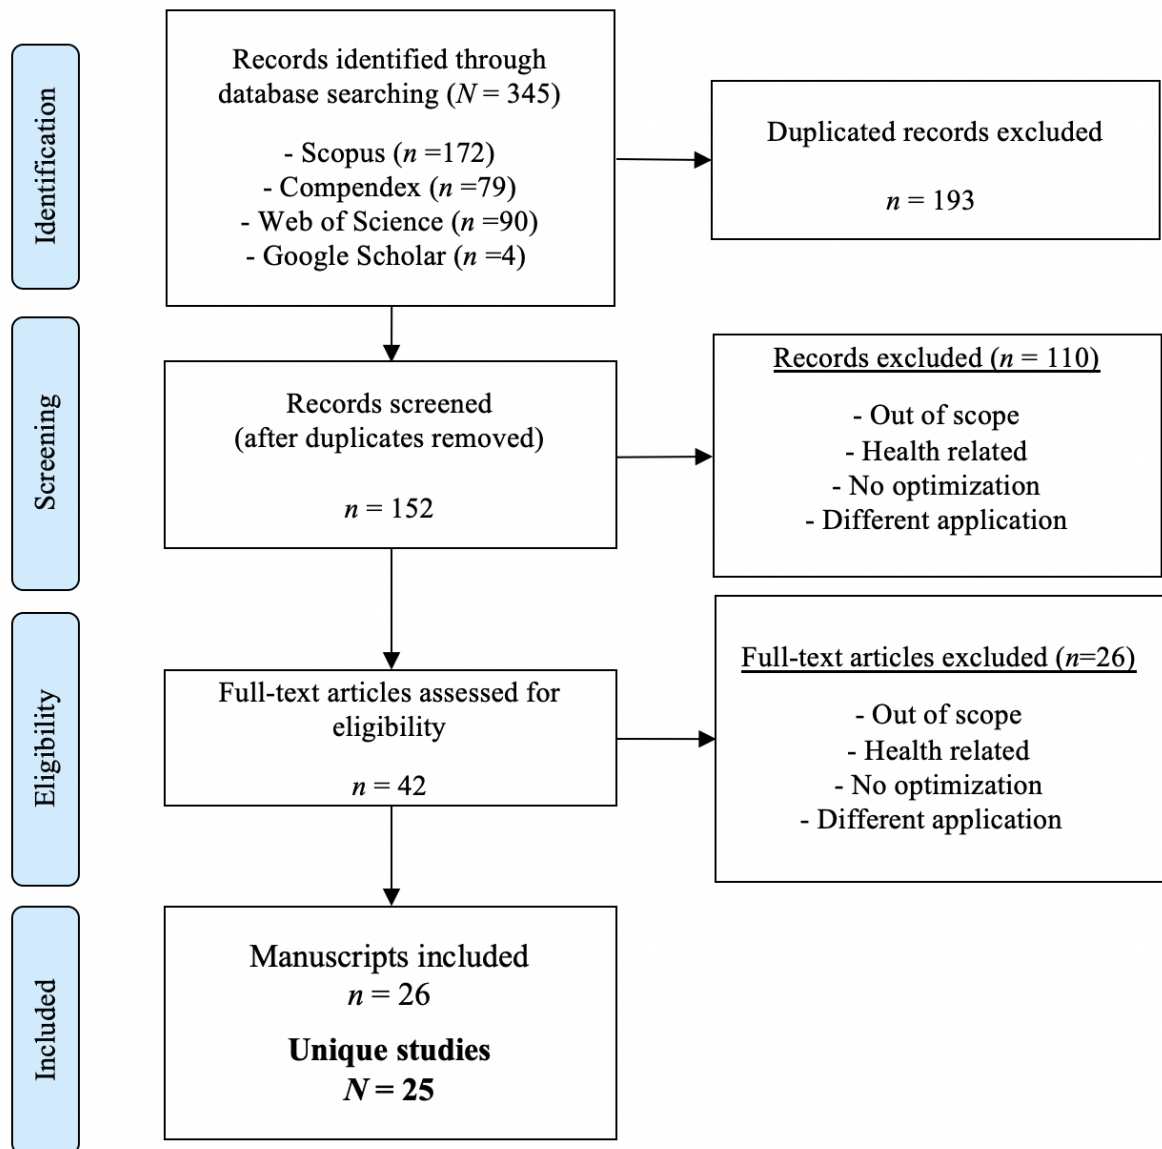 Identification
Records identified through
database searching (N = 345)
- Scopus (n =172)
- Compendex (n =79)
- Web of Science (n =90)
- Google Scholar (n =4)
Duplicated records excluded
n = 193
Screening
Records screened
(after duplicates removed)
n = 152
Records excluded (n = 110)
- Out of scope
- Health related
- No optimization
- Different application
Eligibility
Full-text articles assessed for
eligibility
n = 42
Full-text articles excluded (n=26)
- Out of scope
- Health related
- No optimization
- Different application
Included
Manuscripts included
n = 26
Unique studies
N = 25